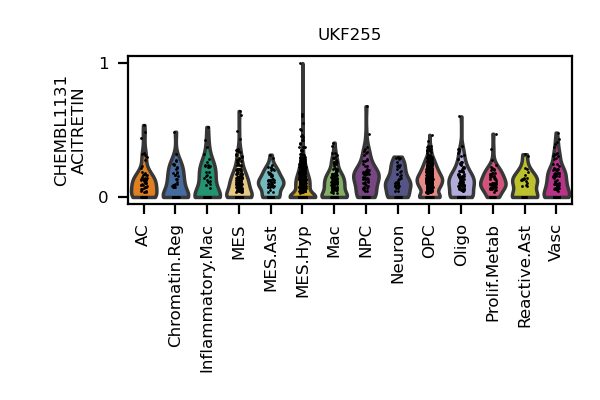 UKF255
CHEMBL1131
ACITRETIN
1
0
AC
Chromatin.Reg
Inflammatory.Mac
MES
MES.Ast
MES.Hyp
Mac
NPC
Neuron
OPC
Oligo
Prolif.Metab
Reactive.Ast
Vasc